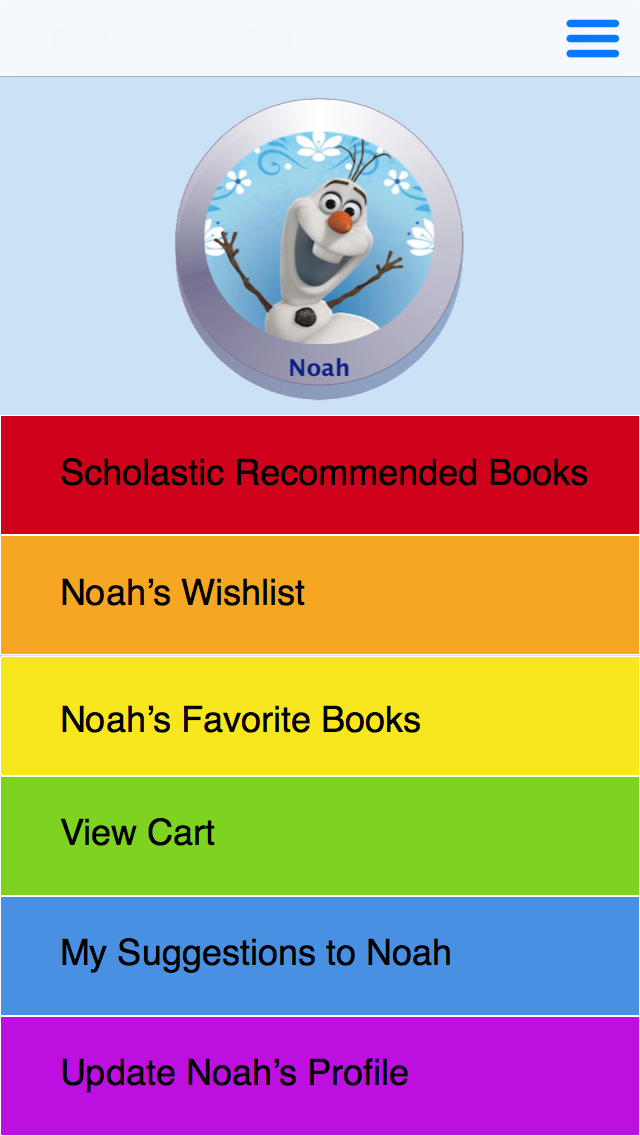 Noah
Scholastic Recommended Books
Noah’s Wishlist
Noah’s Favorite Books
View Cart
My Suggestions to Noah
Update Noah’s Profile